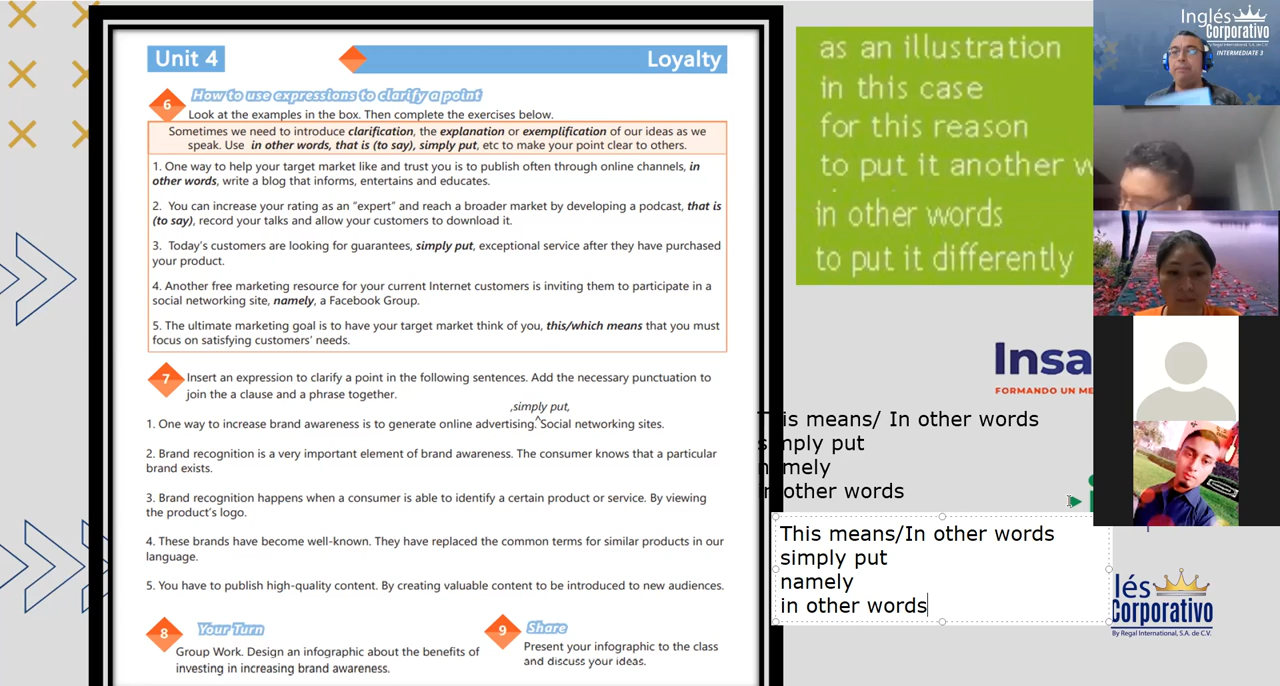 Unit 4
Loyalty
6
How to use expressions to clarify a point
Look at the examples in the box. Then complete the exercises below.
Sometimes we need to introduce clarification, the explanation or exemplification of our ideas as we
speak. Use in other words, that is (to say), simply put, etc to make your point clear to others.
1. One way to help your target market like and trust you is to publish often through online channels, in
other words, write a blog that informs, entertains and educates.
2. You can increase your rating as an “expert” and reach a broader market by developing a podcast, that is
(to say), record your talks and allow your customers to download it.
3. Today’s customers are looking for guarantees, simply put, exceptional service after they have purchased
your product.
4. Another free marketing resource for your current Internet customers is inviting them to participate in a
social networking site, namely, a Facebook Group.
5. The ultimate marketing goal is to have your target market think of you, this/which means that you must
focus on satisfying customers’ needs.
7
Insert an expression to clarify a point in the following sentences. Add the necessary punctuation to
join the a clause and a phrase together.
,simply put,
1. One way to increase brand awareness is to generate online advertising.^Social networking sites.
2. Brand recognition is a very important element of brand awareness. The consumer knows that a particular
brand exists.
3. Brand recognition happens when a consumer is able to identify a certain product or service. By viewing
the product’s logo.
4. These brands have become well-known. They have replaced the common terms for similar products in our
language.
5. You have to publish high-quality content. By creating valuable content to be introduced to new audiences.
8
Your Turn
Group Work. Design an infographic about the benefits of
investing in increasing brand awareness.
9
Share
Present your infographic to the class
and discuss your ideas.
as an illustration
in this case
for this reason
to put it another w
in other words
to put it differently
Insa
FORMANDO UN ME
This means/ In other words
simply put
namely
in other words
This means/In other words
simply put
namely
in other words
lés
Corporativo
By Regal International, S.A. de C.V.
Inglés
Corporativo
INTERMEDIATE 3